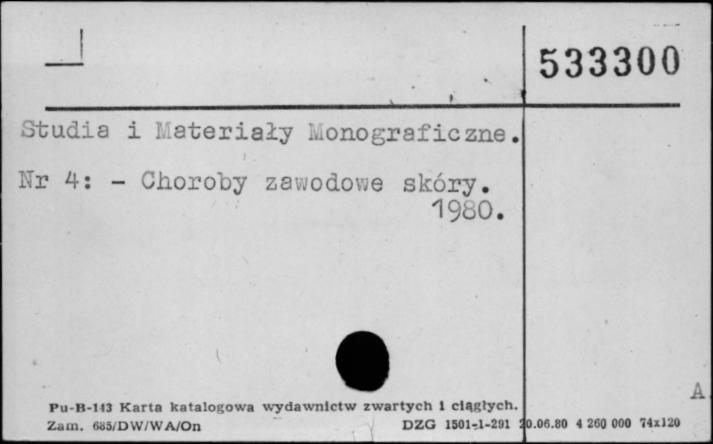 533300
Studia i Materiały Monograficzne.
Nr 4: - Choroby zawodowe skóry.
1980.
A.
Pu-B-143 Karta katalogowa wydawnictw zwartych i ciągłych.
Zam. 685/DW/WA/On DZG 1501-1-291 20.06.80 4 260 000 74x120